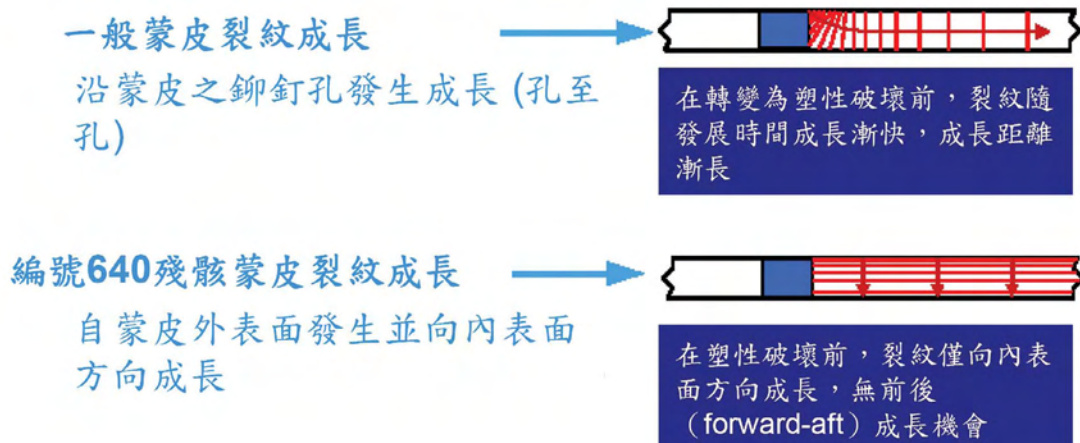 一般蒙皮裂紋成長
沿蒙皮之鉚釘孔發生成長 (孔至
孔)
在轉變為塑性破壞前，裂紋隨
發展時間成長漸快，成長距離
漸長
編號640殘骸蒙皮裂紋成長
自蒙皮外表面發生並向內表面
方向成長
在塑性破壞前，裂紋僅向內表
面方向成長，無前後
（forward-aft）成長機會